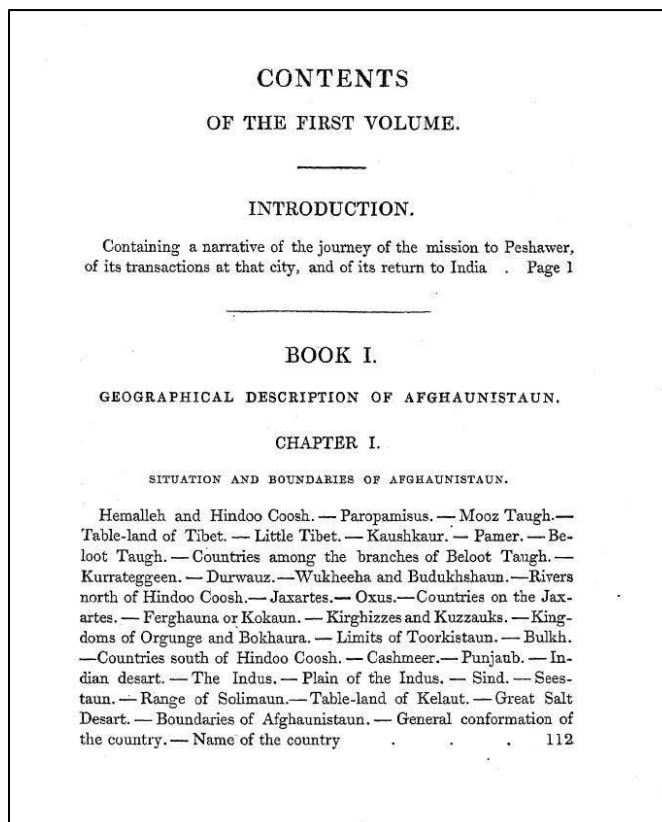 CONTENTS
OF THE FIRST VOLUME.
INTRODUCTION.
Containing a narrative of the journey of the mission to Peshawer,
of its transactions at that city, and of its return to India . Page 1
BOOK I.
GEOGRAPHICAL DESCRIPTION OF AFGHAUNISTAUN.
CHAPTER I.
SITUATION AND BOUNDARIES OF AFGHAUNISTAUN.
Hemalleh and Hindoo Coosh. — Paropamisus. — Mooz Taugh.—
Table-land of Tibet. — Little Tibet. — Kaushkaur. — Pamer. — Be-
loot Taugh. — Countries among the branches of Beloot Taugh. —
Kurrateggeen. — Durwauz.—Wukheeha and Budukhshaun.—Rivers
north of Hindoo Coosh.— Jaxartes.— Oxus.—Countries on the Jax-
artes. — Ferghauna or Kokaun. — Kirghizzes and Kuzzauks. — King-
doms of Orgunge and Bokhaura. — Limits of Toorkistaun. — Bulkh.
—Countries south of Hindoo Coosh. — Cashmeer.— Punjaub. — In-
dian desart. — The Indus. — Plain of the Indus. — Sind. — Sees-
taun. — Range of Solimaun.— Table-land of Kelaut. — Great Salt
Desart. — Boundaries of Afghaunistaun. — General conformation of
the country. — Name of the country . . . 112